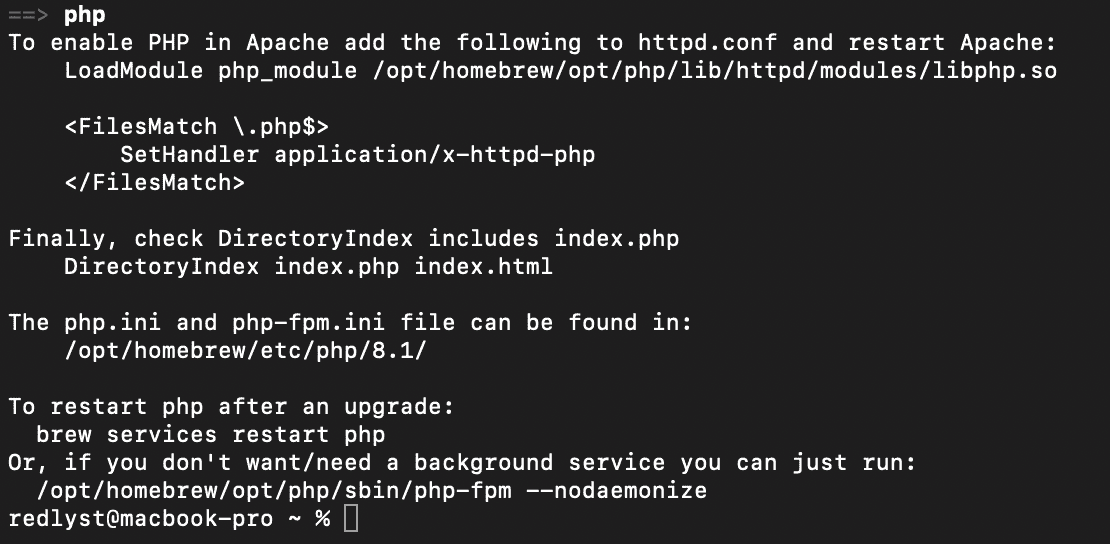 ==> php
To enable PHP in Apache add the following to httpd.conf and restart Apache:
    LoadModule php_module /opt/homebrew/opt/php/lib/httpd/modules/libphp.so

    <FilesMatch \.php$>
        SetHandler application/x-httpd-php
    </FilesMatch>

Finally, check DirectoryIndex includes index.php
    DirectoryIndex index.php index.html

The php.ini and php-fpm.ini file can be found in:
    /opt/homebrew/etc/php/8.1/

To restart php after an upgrade:
  brew services restart php
Or, if you don't want/need a background service you can just run:
  /opt/homebrew/opt/php/sbin/php-fpm --nodaemonize
redlyst@macbook-pro ~ %